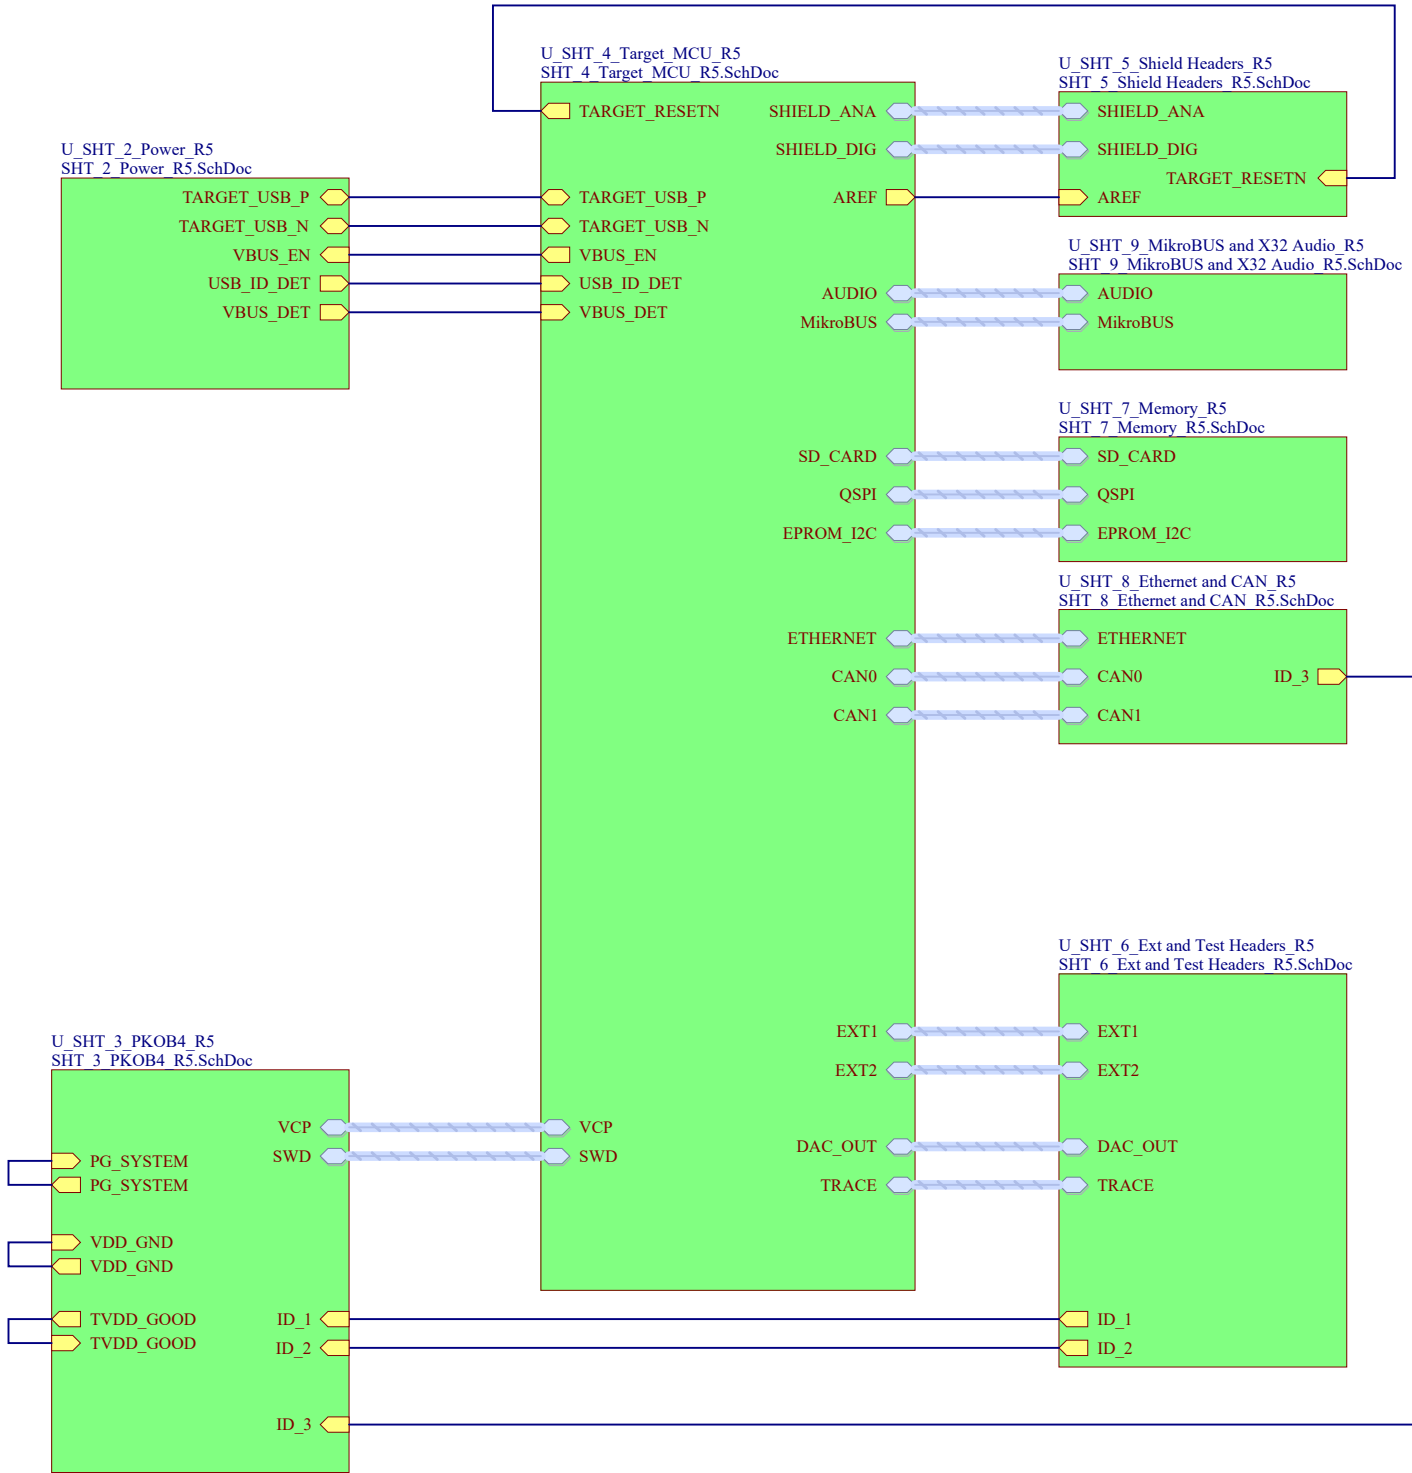 U_SHT_4_Target_MCU_R5
SHT_4_Target_MCU_R5.SchDoc
TARGET_RESETN
TARGET_USB_P
TARGET_USB_N
VBUS_EN
USB_ID_DET
VBUS_DET
VCP
SWD
SHIELD_ANA
SHIELD_DIG
AREF
AUDIO
MikroBUS
SD_CARD
QSPI
EPROM_I2C
ETHERNET
CAN0
CAN1
EXT1
EXT2
DAC_OUT
TRACE
U_SHT_5_Shield Headers_R5
SHT_5_Shield Headers_R5.SchDoc
SHIELD_ANA
SHIELD_DIG
TARGET_RESETN
AREF
U_SHT_2_Power_R5
SHT_2_Power_R5.SchDoc
TARGET_USB_P
TARGET_USB_N
VBUS_EN
USB_ID_DET
VBUS_DET
U_SHT_9_MikroBUS and X32 Audio_R5
SHT_9_MikroBUS and X32 Audio_R5.SchDoc
AUDIO
MikroBUS
U_SHT_7_Memory_R5
SHT_7_Memory_R5.SchDoc
SD_CARD
QSPI
EPROM_I2C
U_SHT_8_Ethernet and CAN_R5
SHT_8_Ethernet and CAN_R5.SchDoc
ETHERNET
CAN0
CAN1
ID_3
U_SHT_6_Ext and Test Headers_R5
SHT_6_Ext and Test Headers_R5.SchDoc
EXT1
EXT2
DAC_OUT
TRACE
ID_1
ID_2
U_SHT_3_PKOB4_R5
SHT_3_PKOB4_R5.SchDoc
VCP
SWD
PG_SYSTEM
PG_SYSTEM
VDD_GND
VDD_GND
TVDD_GOOD
TVDD_GOOD
ID_1
ID_2
ID_3